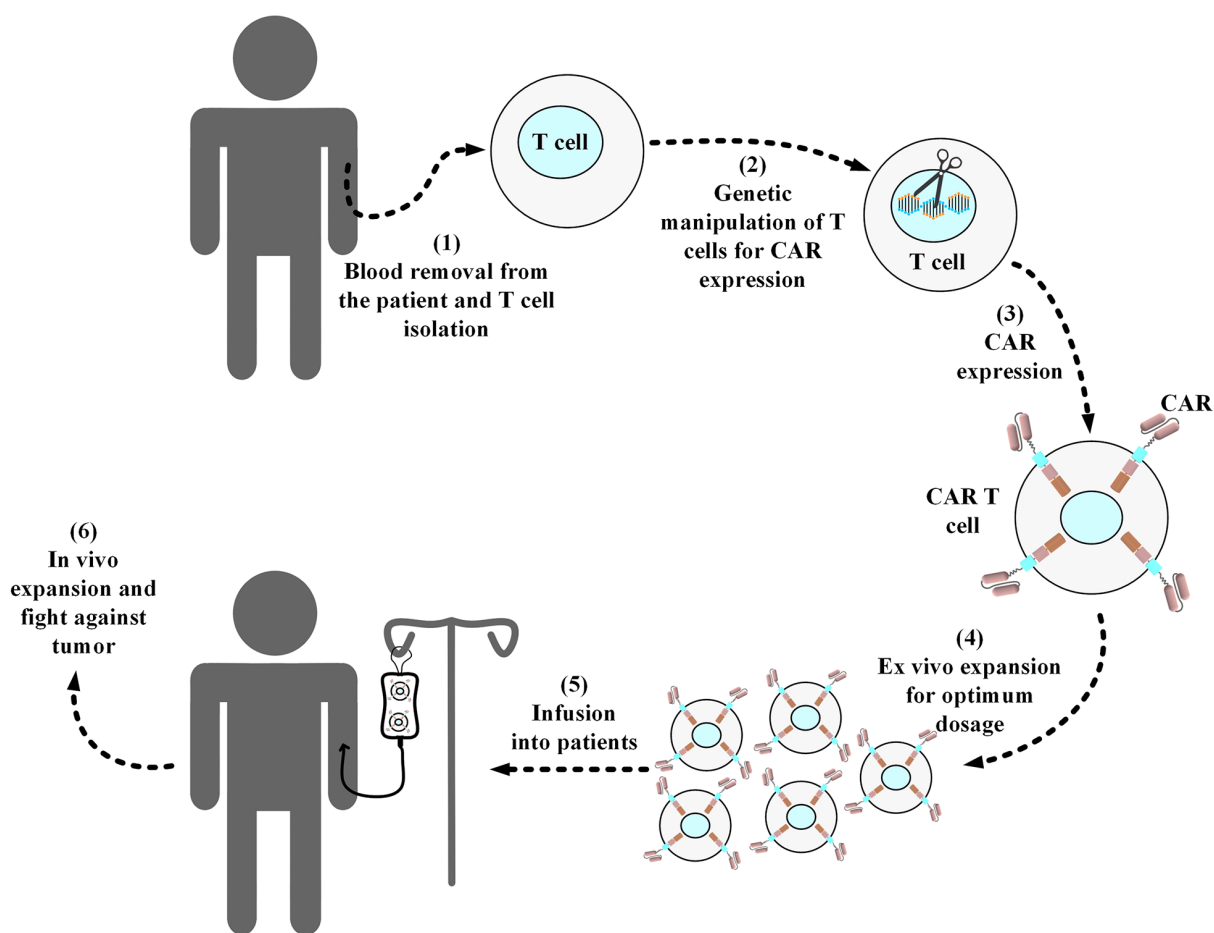 T cell
(1)
Blood removal from
the patient and T cell
isolation
(2)
Genetic
manipulation of T
cells for CAR
expression
T cell
(3)
CAR
expression
CAR
CAR T
cell
(4)
Ex vivo expansion
for optimum
dosage
(5)
Infusion
into patients
(6)
In vivo
expansion and
fight against
tumor